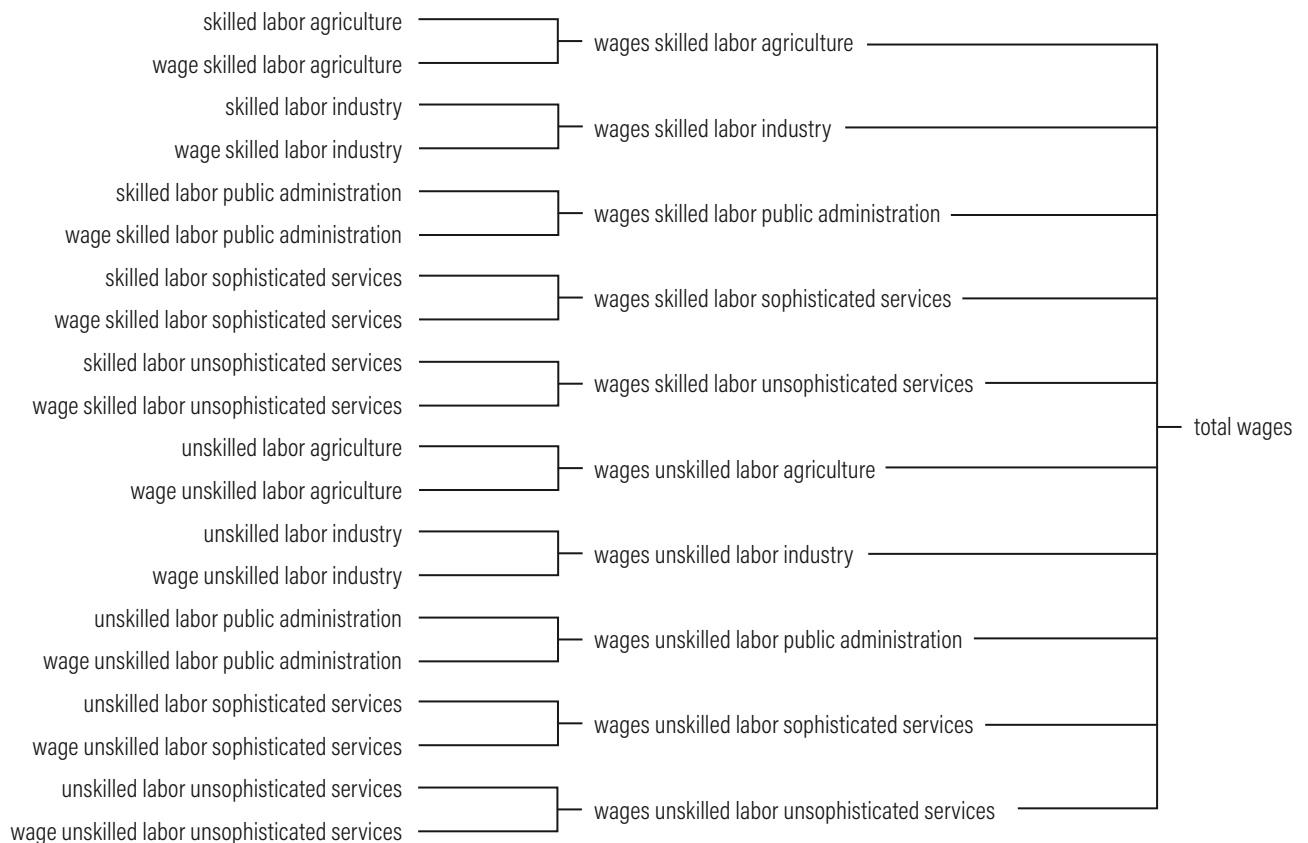 skilled labor agriculture
wage skilled labor agriculture
wages skilled labor agriculture
skilled labor industry
wage skilled labor industry
wages skilled labor industry
skilled labor public administration
wage skilled labor public administration
wages skilled labor public administration
skilled labor sophisticated services
wage skilled labor sophisticated services
wages skilled labor sophisticated services
skilled labor unsophisticated services
wage skilled labor unsophisticated services
wages skilled labor unsophisticated services
unskilled labor agriculture
wage unskilled labor agriculture
wages unskilled labor agriculture
unskilled labor industry
wage unskilled labor industry
wages unskilled labor industry
unskilled labor public administration
wage unskilled labor public administration
wages unskilled labor public administration
unskilled labor sophisticated services
wage unskilled labor sophisticated services
wages unskilled labor sophisticated services
unskilled labor unsophisticated services
wage unskilled labor unsophisticated services
wages unskilled labor unsophisticated services
total wages